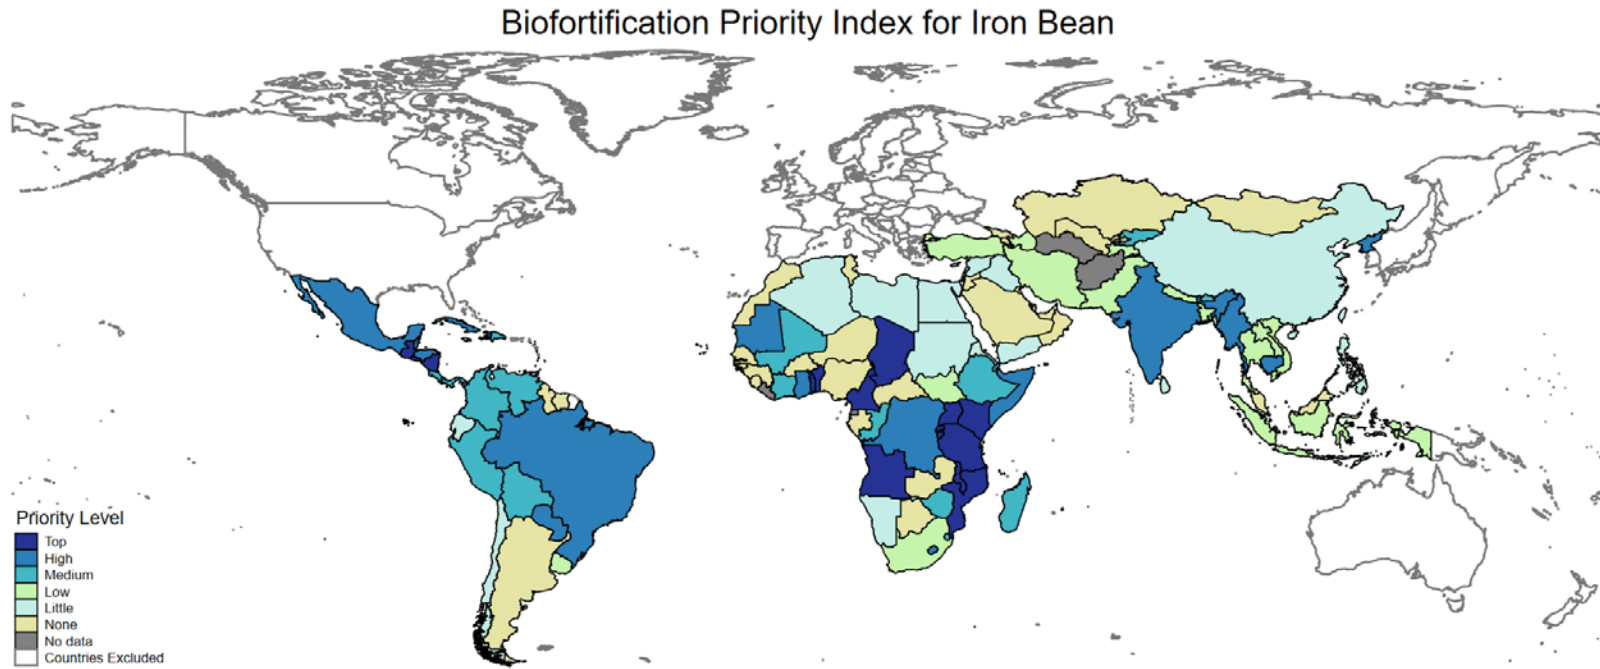 Biofortification Priority Index for Iron Bean
Priority Level
Top
High
Medium
Low
Little
None
No data
Countries Excluded